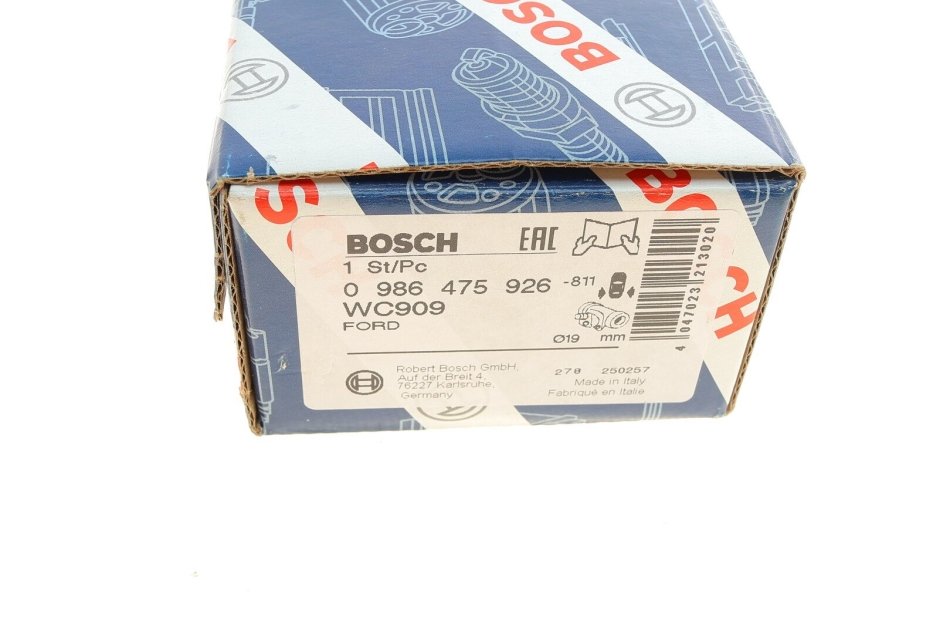 BOSCH
BOSCH
BOSCH EAC
1 St/Pc
0 986 475 926 -811
WC909
FORD
Ø19 mm
4 047023 213020
Robert Bosch GmbH,
Auf der Breit 4,
76227 Karlsruhe,
Germany
278 250257
Made in Italy
Fabriqué en Italie